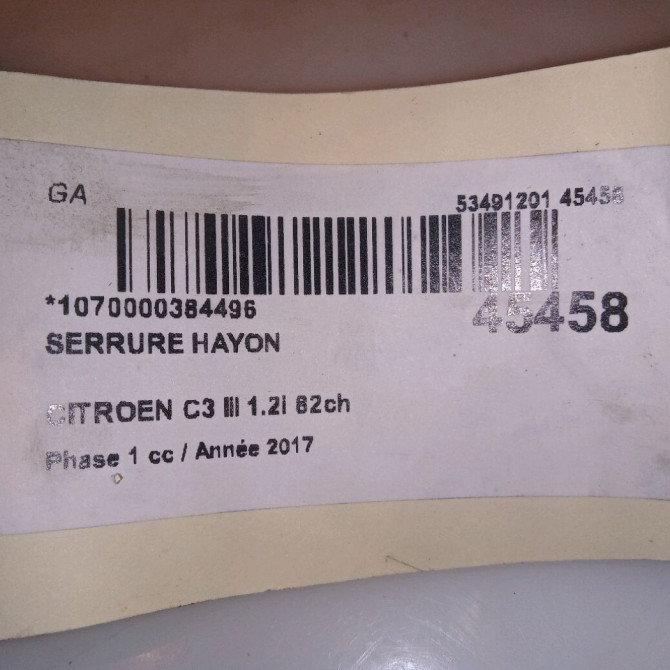 GA
53491201 45458
*1070000384496
45458
SERRURE HAYON
CITROEN C3 III 1.2i 82ch
Phase 1 cc / Année 2017